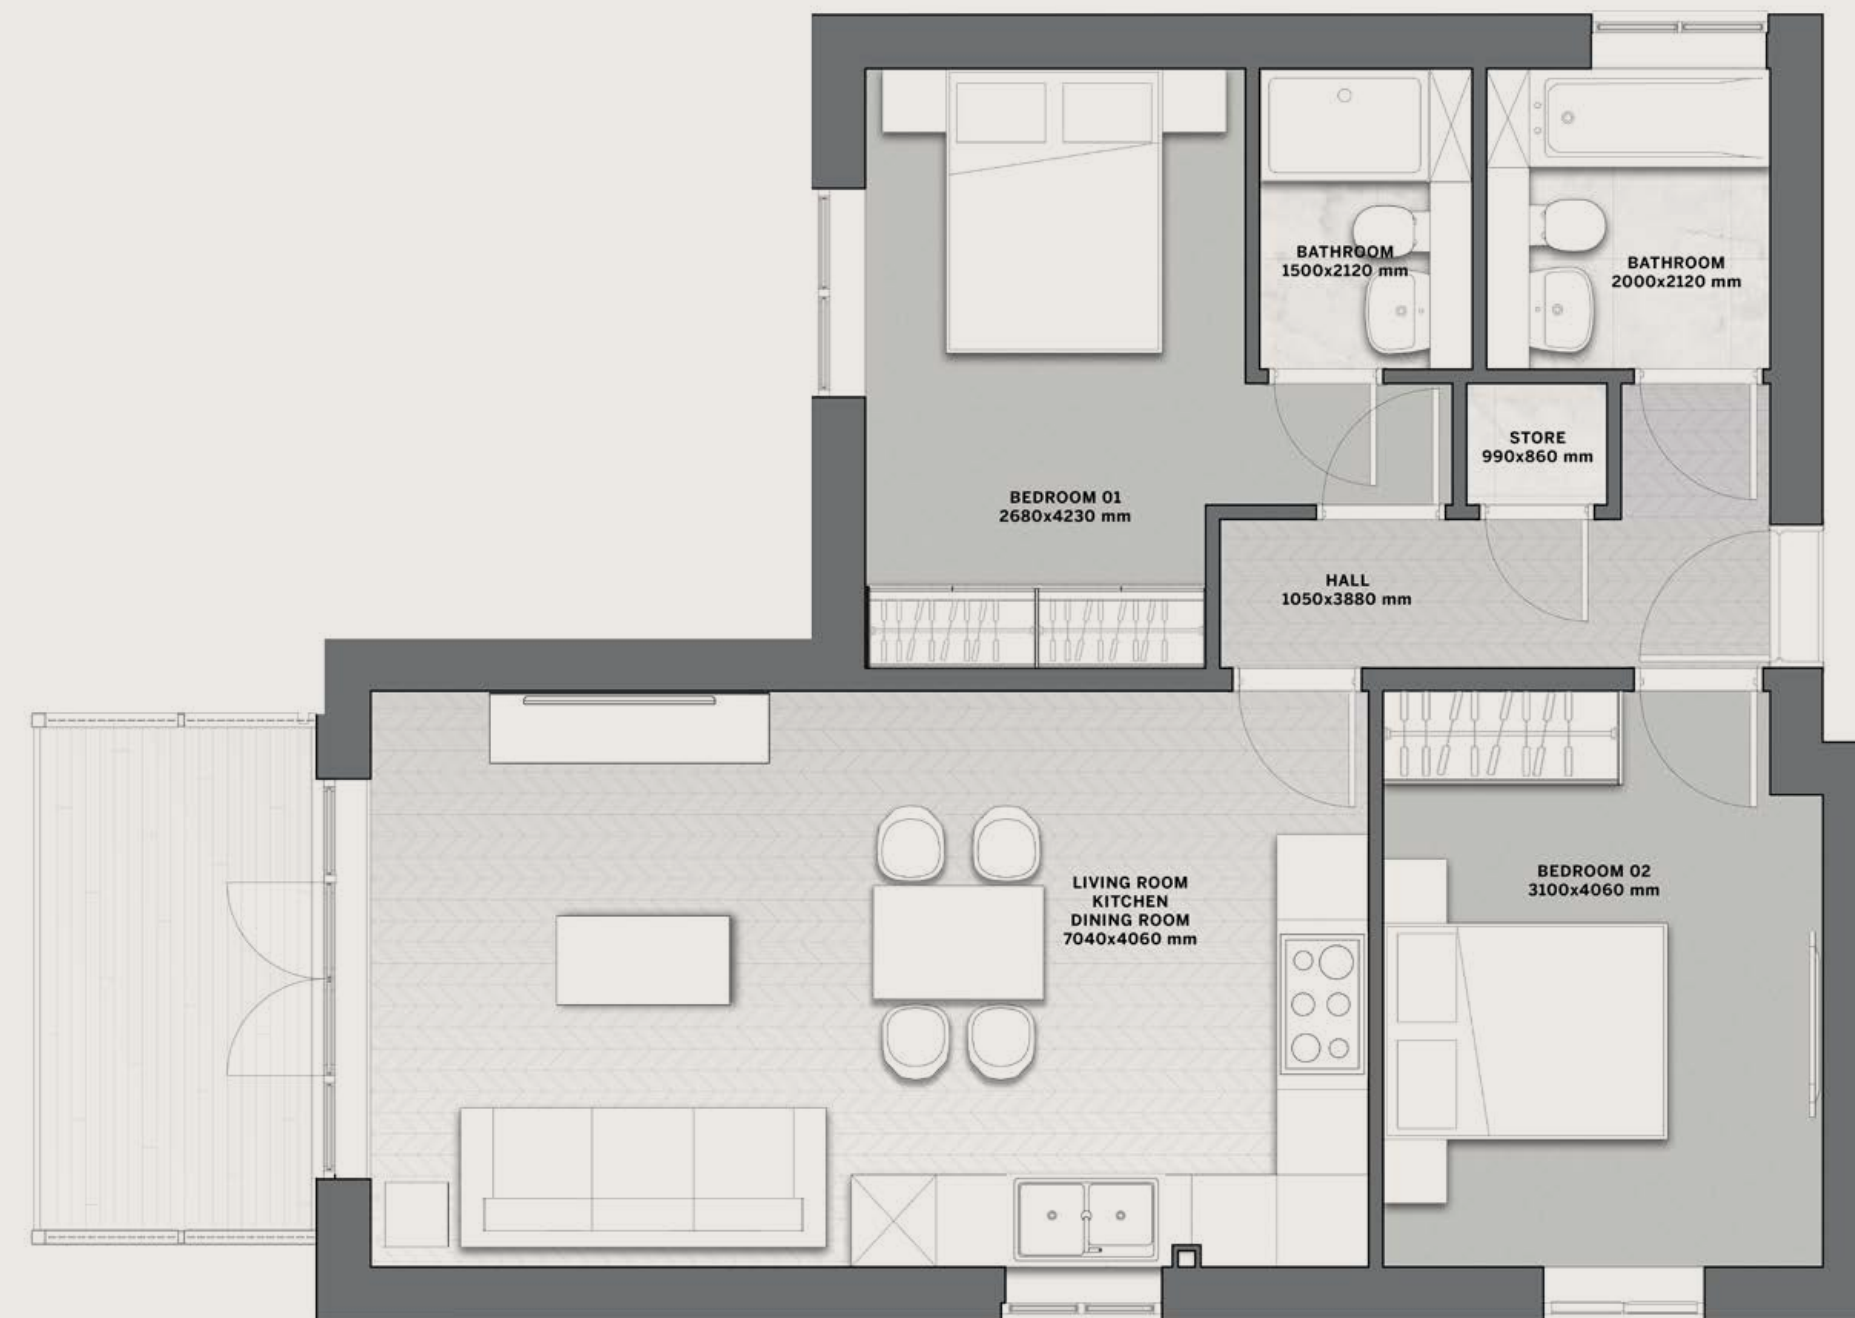 BATHROOM
1500x2120 mm
BATHROOM
2000x2120 mm
STORE
990x860 mm
BEDROOM 01
2680x4230 mm
HALL
1050x3880 mm
LIVING ROOM
KITCHEN
DINING ROOM
7040x4060 mm
BEDROOM 02
3100x4060 mm